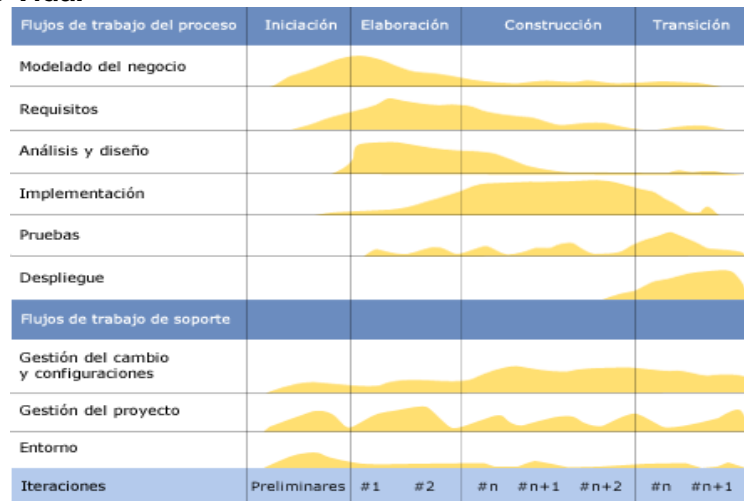 Flujos de trabajo del proceso Iniciación Elaboración Construcción Transición
Modelado del negocio
Requisitos
Análisis y diseño
Implementación
Pruebas
Despliegue
Flujos de trabajo de soporte
Gestión del cambio
y configuraciones
Gestión del proyecto
Entorno
Iteraciones Preliminares #1 #2 #n #n+1 #n+2 #n #n+1